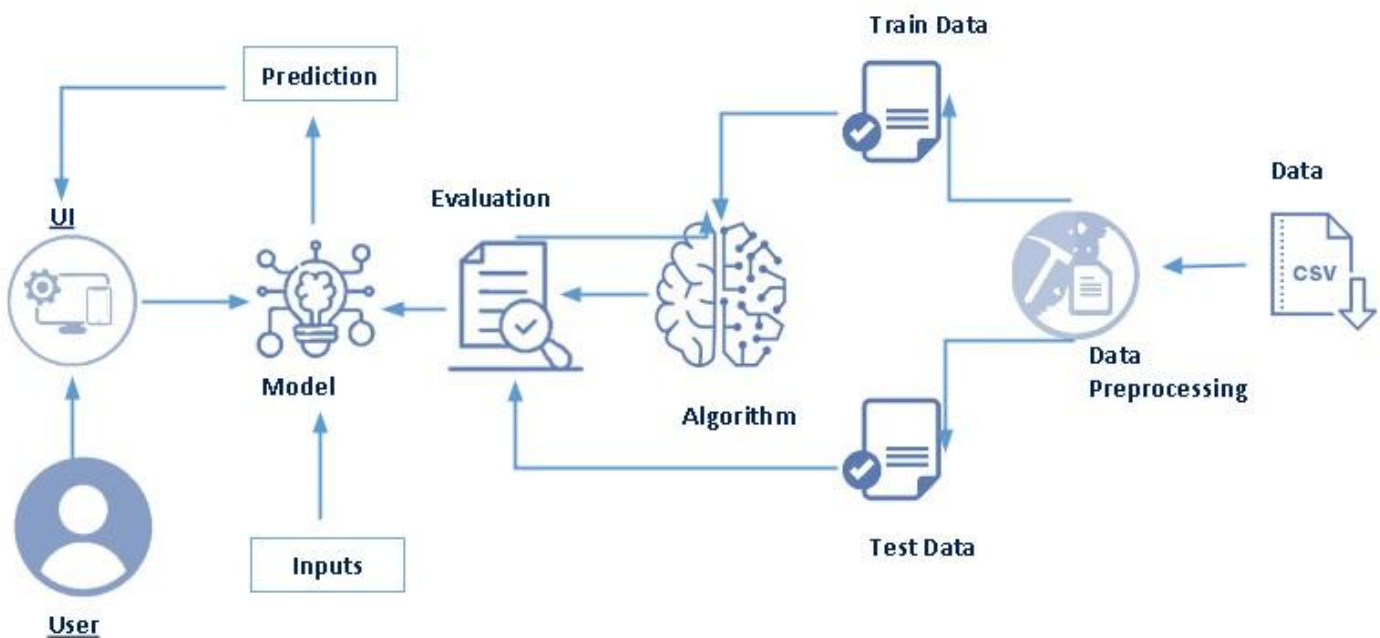 Train Data
Prediction
Data
Evaluation
UI
CSV
Data
Preprocessing
Model
Algorithm
Test Data
Inputs
User